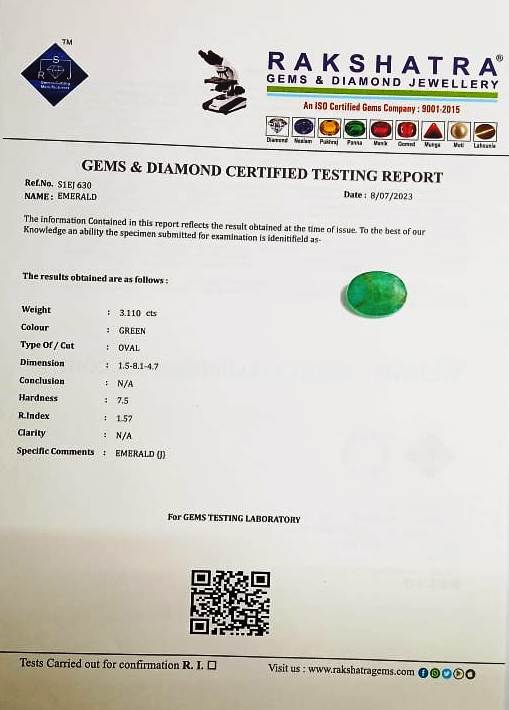 TM
S
R J
RAKSHATRA®
GEMS & DIAMOND JEWELLERY
An ISO Certified Gems Company : 9001-2015
Diamond Neelam Pukhraj Panna Manik Gomed Munga Moti Lahsunia
GEMS & DIAMOND CERTIFIED TESTING REPORT
Ref.No. S1EJ630
Date : 8/07/2023
NAME : EMERALD
The information Contained in this report reflects the result obtained at the time of issue. To the best of our
Knowledge an ability the specimen submitted for examination is idenitifield as-
The results obtained are as follows :
Weight : 3.110 cts
Colour : GREEN
Type Of / Cut : OVAL
Dimension : 1.5-8.1-4.7
Conclusion : N/A
Hardness : 7.5
R.Index : 1.57
Clarity : N/A
Specific Comments : EMERALD (J)
For GEMS TESTING LABORATORY
Tests Carried out for confirmation R. I. ☐
Visit us : www.rakshatragems.com